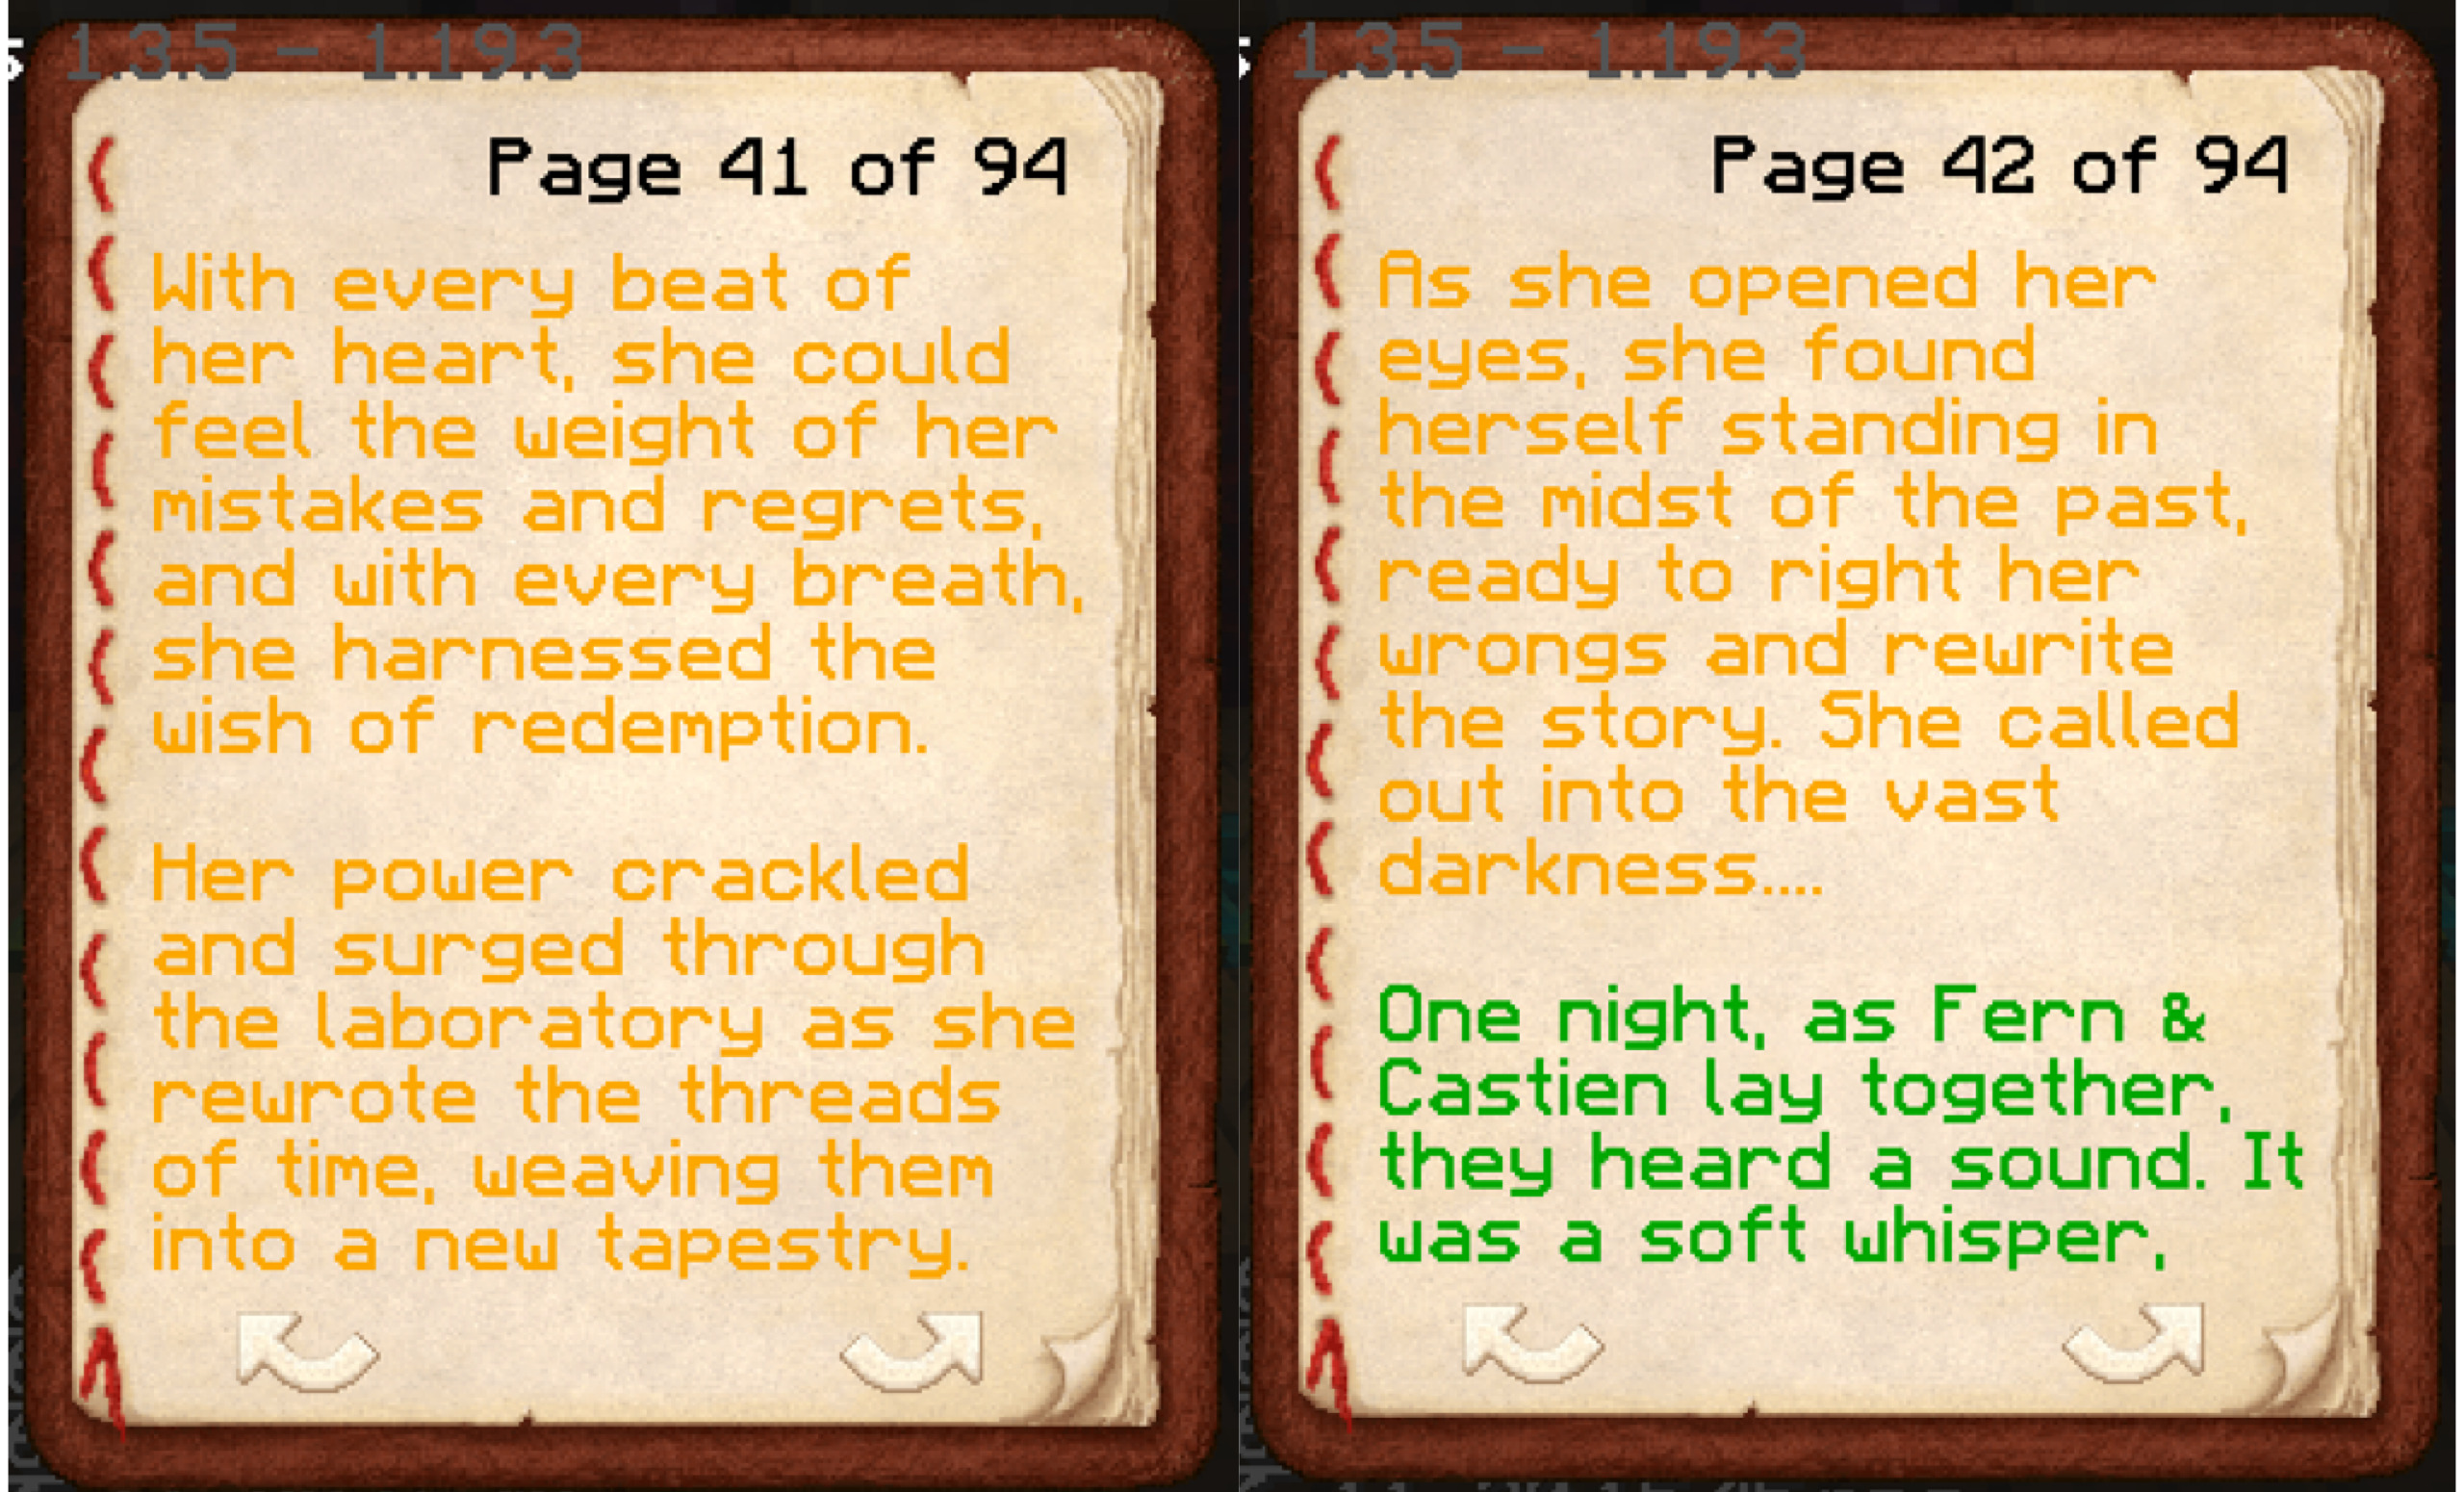 1.3.5 - 1.19.3
Page 41 of 94
With every beat of
her heart, she could
feel the weight of her
mistakes and regrets,
and with every breath,
she harnessed the
wish of redemption.
Her power crackled
and surged through
the laboratory as she
rewrote the threads
of time, weaving them
into a new tapestry.
1.3.5 - 1.19.3
Page 42 of 94
As she opened her
eyes, she found
herself standing in
the midst of the past,
ready to right her
wrongs and rewrite
the story. She called
out into the vast
darkness....
One night, as Fern &
Castien lay together,
they heard a sound. It
was a soft whisper,